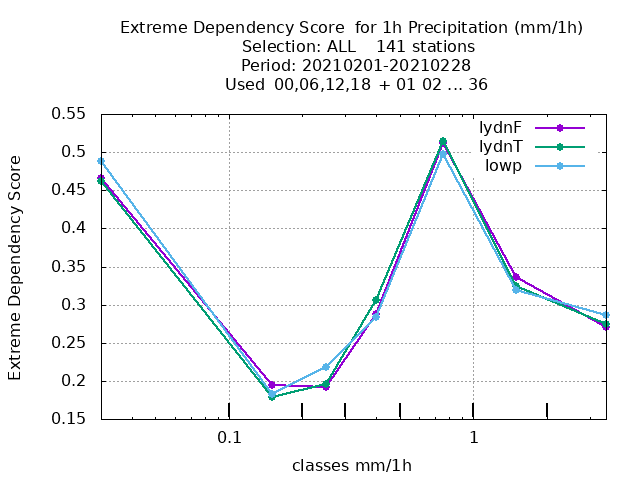 Extreme Dependency Score  for 1h Precipitation (mm/1h)
Selection: ALL    141 stations
Period: 20210201-20210228
Used  00,06,12,18  + 01 02 ... 36
0.55
0.5
0.45
0.4
0.35
0.3
0.25
0.2
0.15
Extreme Dependency Score
lydnF
lydnT
lowp
0.1
1
classes mm/1h